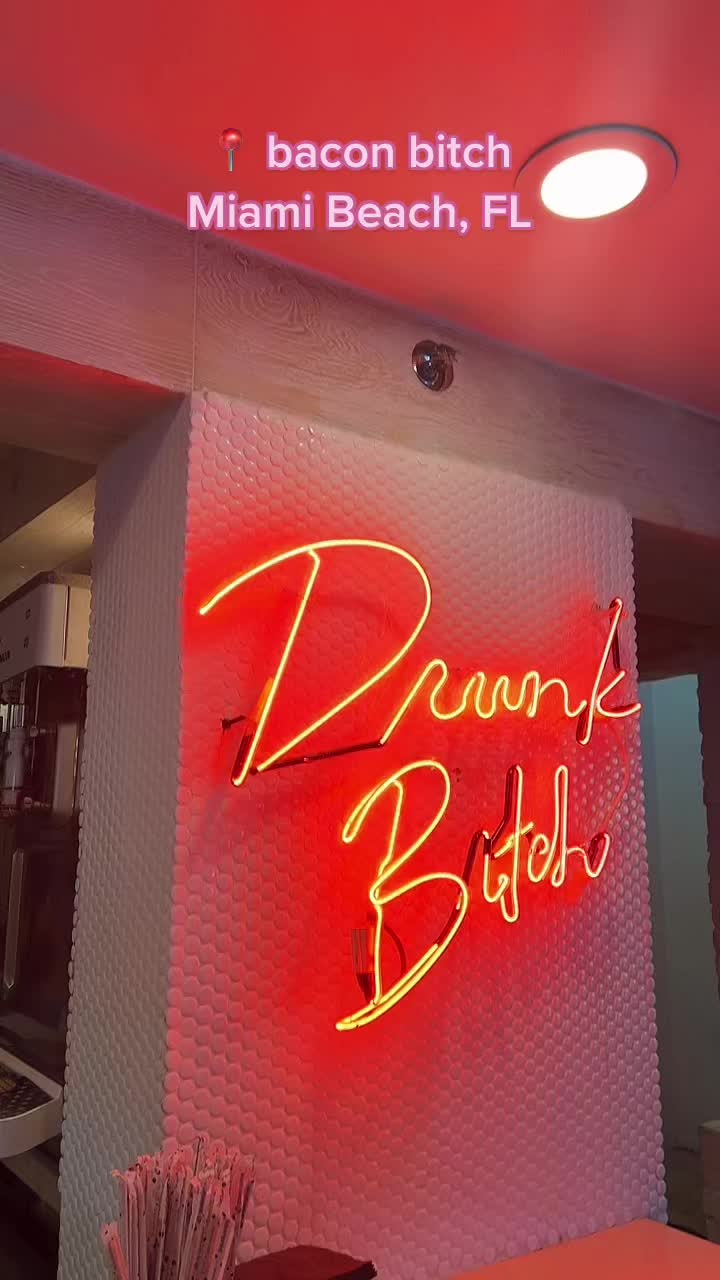 📍 bacon bitch
Miami Beach, FL
Drunk
Bitch